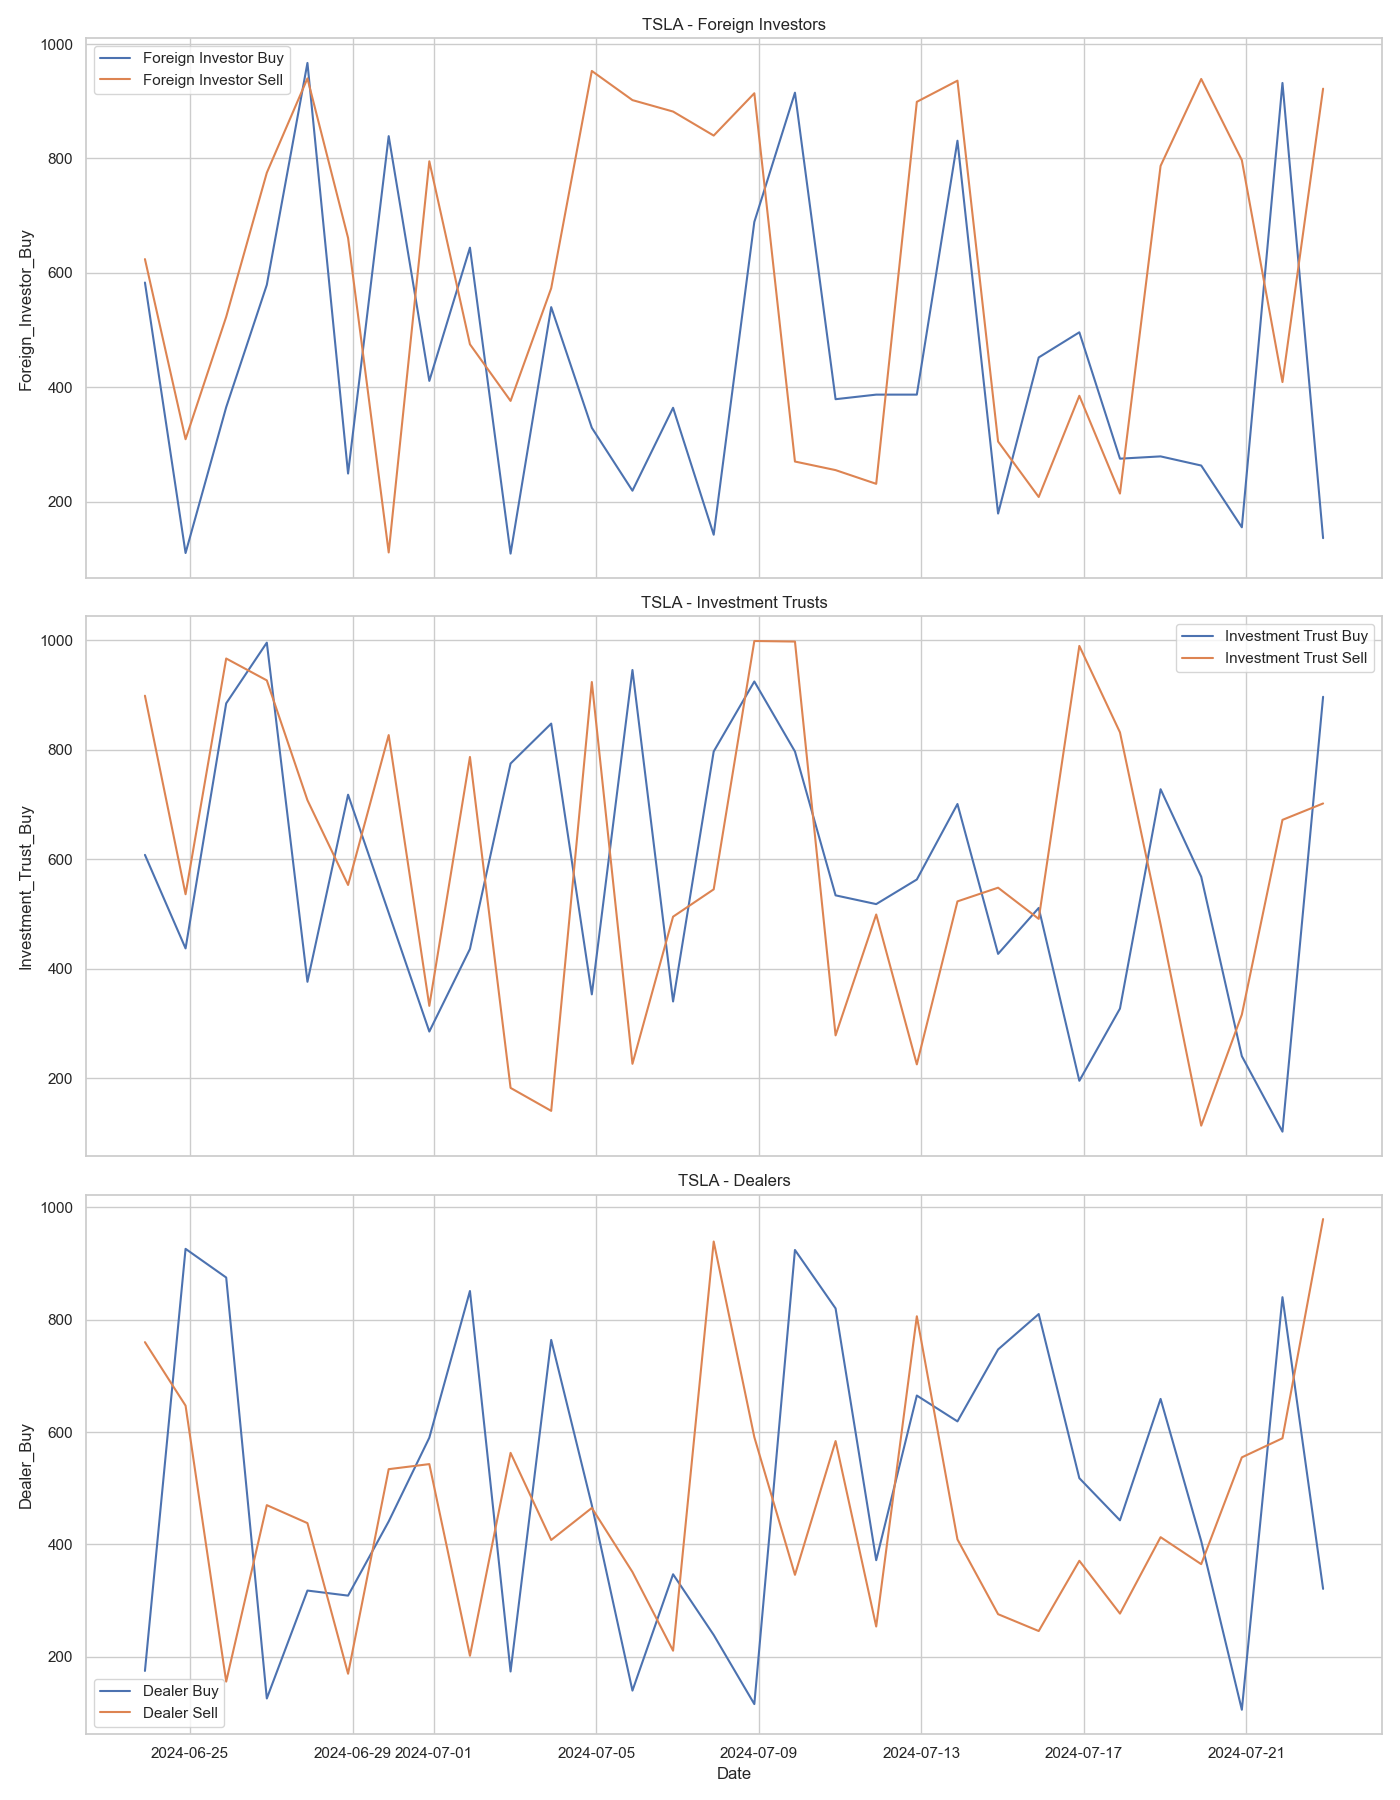 TSLA - Foreign Investors
Foreign Investor Buy
Foreign Investor Sell
Foreign_Investor_Buy
1000
800
600
400
200
TSLA - Investment Trusts
Investment Trust Buy
Investment Trust Sell
Investment_Trust_Buy
1000
800
600
400
200
TSLA - Dealers
Dealer Buy
Dealer Sell
Dealer_Buy
1000
800
600
400
200
2024-06-25 2024-06-29 2024-07-01 2024-07-05 2024-07-09 2024-07-13 2024-07-17 2024-07-21
Date